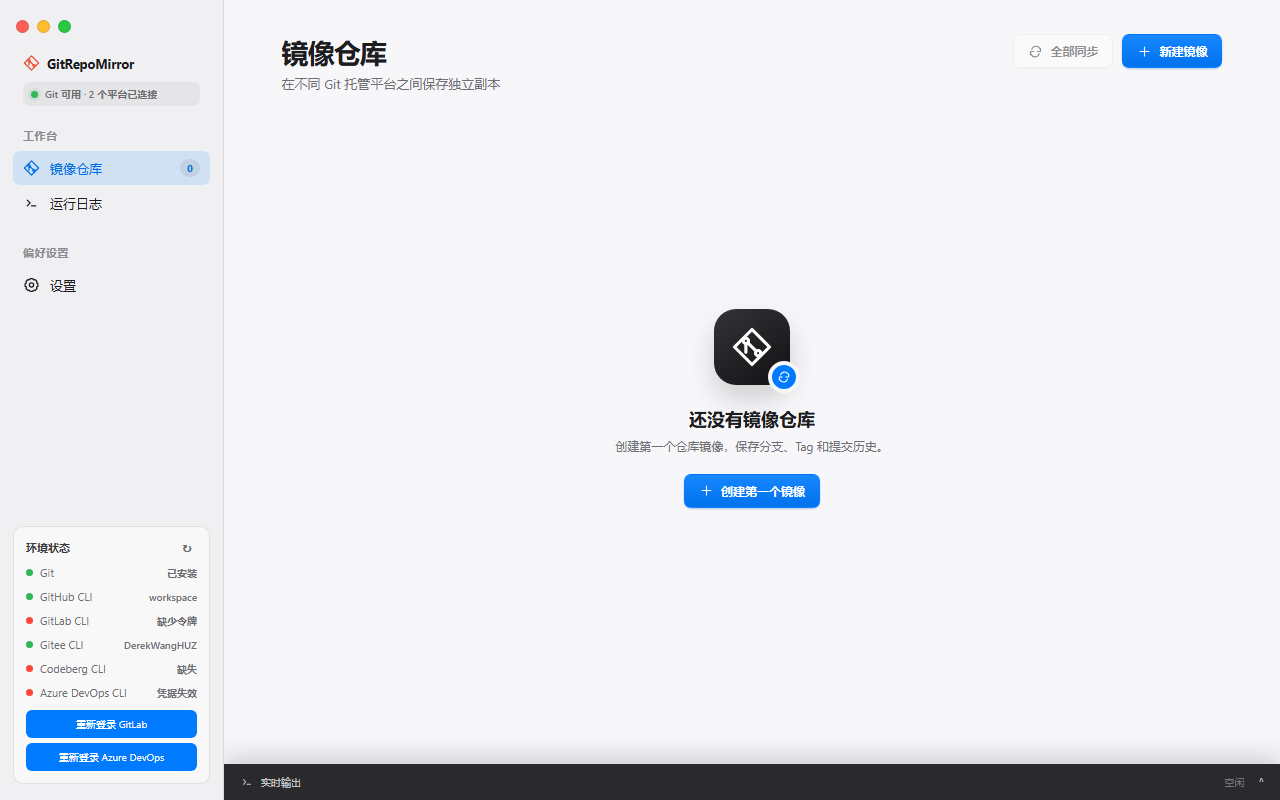 GitRepoMirror
Git 可用 · 2 个平台已连接
工作台
镜像仓库 0
运行日志
偏好设置
设置
环境状态 ↻
Git 已安装
GitHub CLI workspace
GitLab CLI 缺少令牌
Gitee CLI DerekWangHUZ
Codeberg CLI 缺失
Azure DevOps CLI 凭据失效
重新登录 GitLab
重新登录 Azure DevOps
镜像仓库
在不同 Git 托管平台之间保存独立副本
全部同步
新建镜像
还没有镜像仓库
创建第一个仓库镜像，保存分支、Tag 和提交历史。
创建第一个镜像
实时输出
空闲